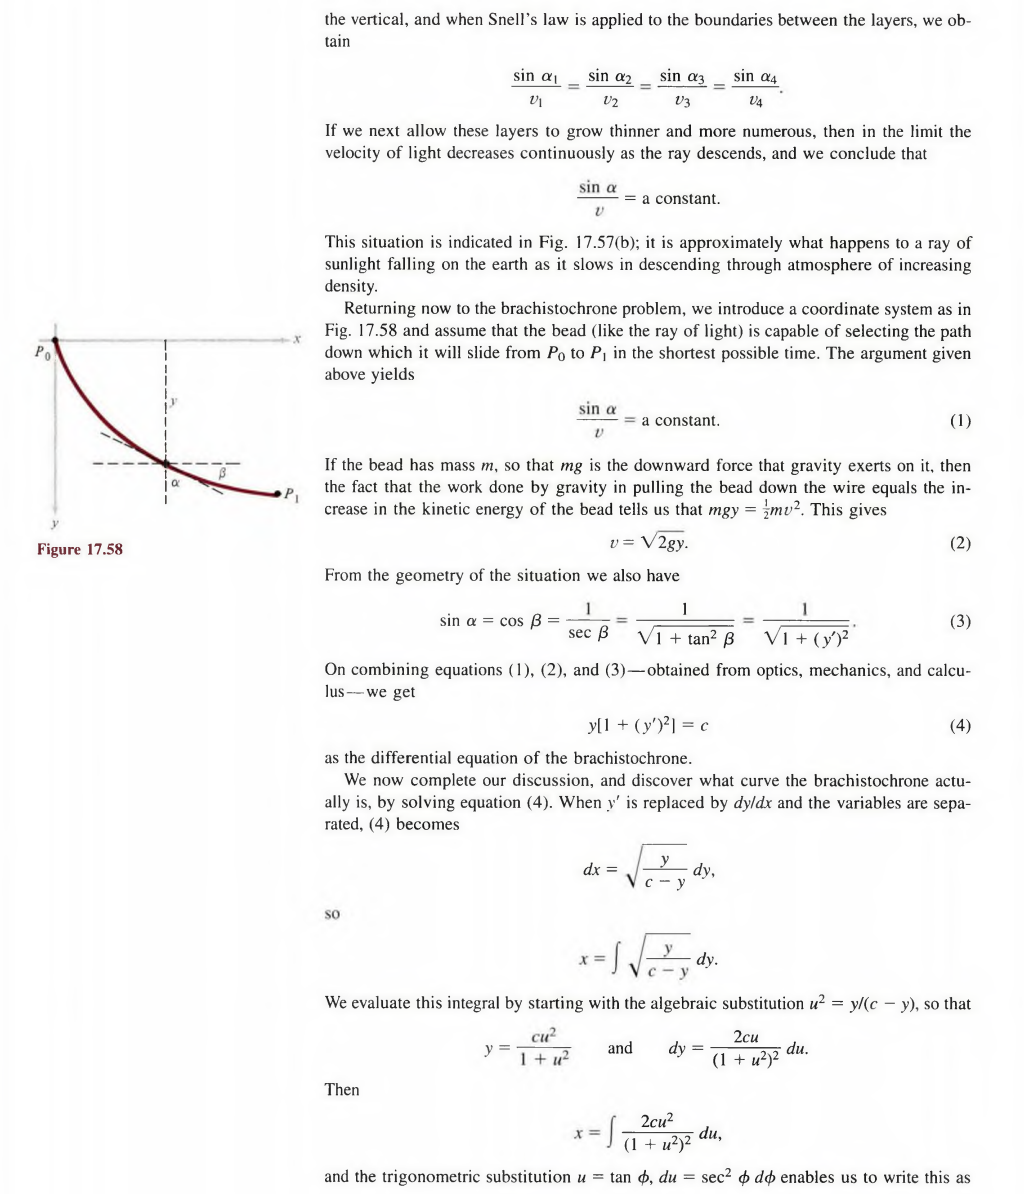 the vertical, and when Snell's law is applied to the boundaries between the layers, we ob-
tain
sin α₁/v₁ = sin α₂/v₂ = sin α₃/v₃ = sin α₄/v₄.
If we next allow these layers to grow thinner and more numerous, then in the limit the
velocity of light decreases continuously as the ray descends, and we conclude that
sin α/v = a constant.
This situation is indicated in Fig. 17.57(b); it is approximately what happens to a ray of
sunlight falling on the earth as it slows in descending through atmosphere of increasing
density.
Returning now to the brachistochrone problem, we introduce a coordinate system as in
Fig. 17.58 and assume that the bead (like the ray of light) is capable of selecting the path
down which it will slide from P₀ to P₁ in the shortest possible time. The argument given
above yields
sin α/v = a constant. (1)
If the bead has mass m, so that mg is the downward force that gravity exerts on it, then
the fact that the work done by gravity in pulling the bead down the wire equals the in-
crease in the kinetic energy of the bead tells us that mgy = ½mv². This gives
v = √2gy. (2)
From the geometry of the situation we also have
sin α = cos β = 1/sec β = 1/√(1 + tan² β) = 1/√(1 + (y′)²). (3)
On combining equations (1), (2), and (3)—obtained from optics, mechanics, and calcu-
lus—we get
y[1 + (y′)²] = c (4)
as the differential equation of the brachistochrone.
We now complete our discussion, and discover what curve the brachistochrone actu-
ally is, by solving equation (4). When y′ is replaced by dy/dx and the variables are sepa-
rated, (4) becomes
dx = √(y/(c − y)) dy,
so
x = ∫ √(y/(c − y)) dy.
We evaluate this integral by starting with the algebraic substitution u² = y/(c − y), so that
y = cu²/(1 + u²) and dy = 2cu/(1 + u²)² du.
Then
x = ∫ 2cu²/(1 + u²)² du,
and the trigonometric substitution u = tan φ, du = sec² φ dφ enables us to write this as
P₀
x
y
β
α
P₁
y
Figure 17.58